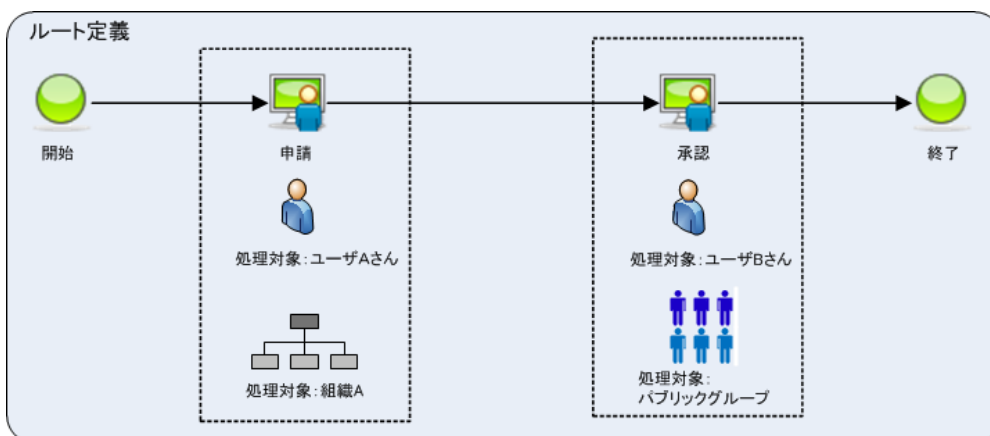 ルート定義
開始
申請
承認
終了
処理対象:ユーザAさん
処理対象:ユーザBさん
処理対象:組織A
処理対象:
パブリックグループ